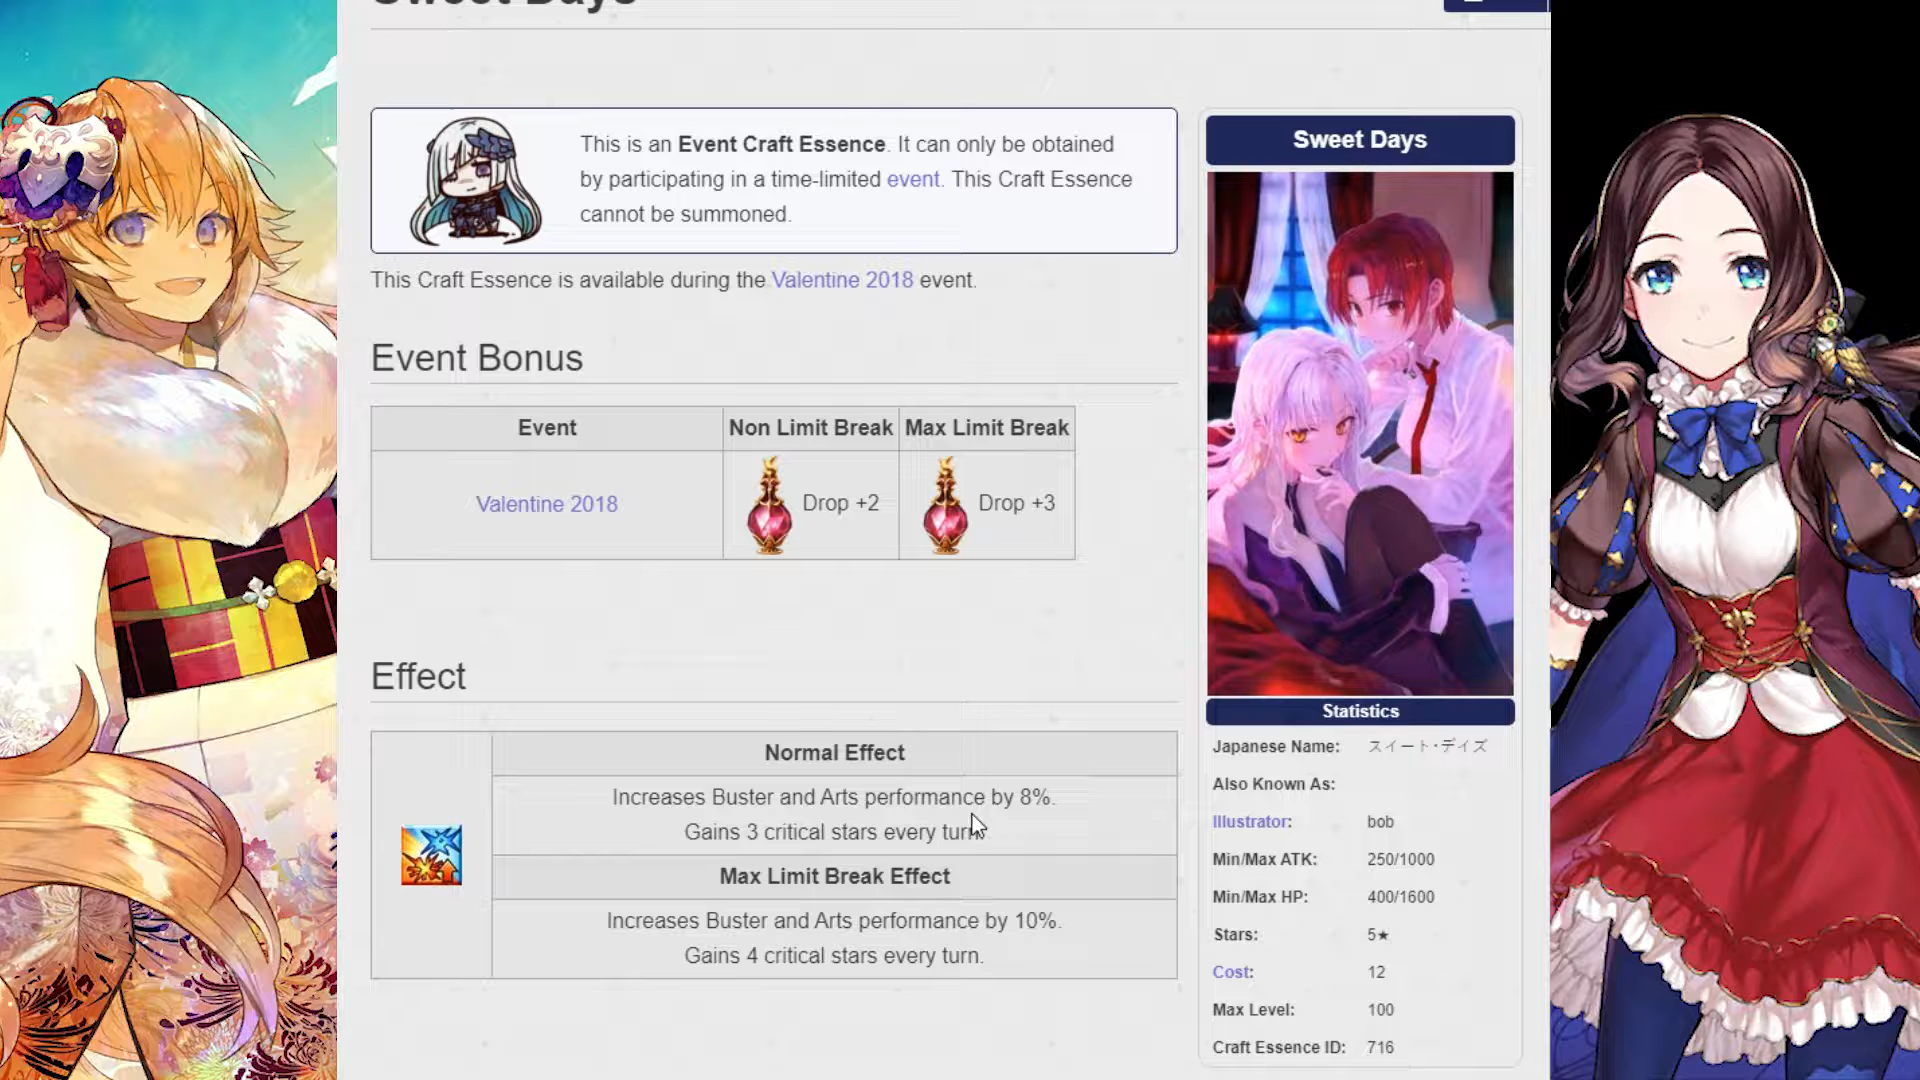 Sweet Days
This is an Event Craft Essence. It can only be obtained
by participating in a time-limited event. This Craft Essence
cannot be summoned.
This Craft Essence is available during the Valentine 2018 event.
Event Bonus
Event Non Limit Break Max Limit Break
Valentine 2018 Drop +2 Drop +3
Effect
Normal Effect
Increases Buster and Arts performance by 8%.
Gains 3 critical stars every turn.
Max Limit Break Effect
Increases Buster and Arts performance by 10%.
Gains 4 critical stars every turn.
Sweet Days
Statistics
Japanese Name: スイート・デイズ
Also Known As:
Illustrator: bob
Min/Max ATK: 250/1000
Min/Max HP: 400/1600
Stars: 5★
Cost: 12
Max Level: 100
Craft Essence ID: 716